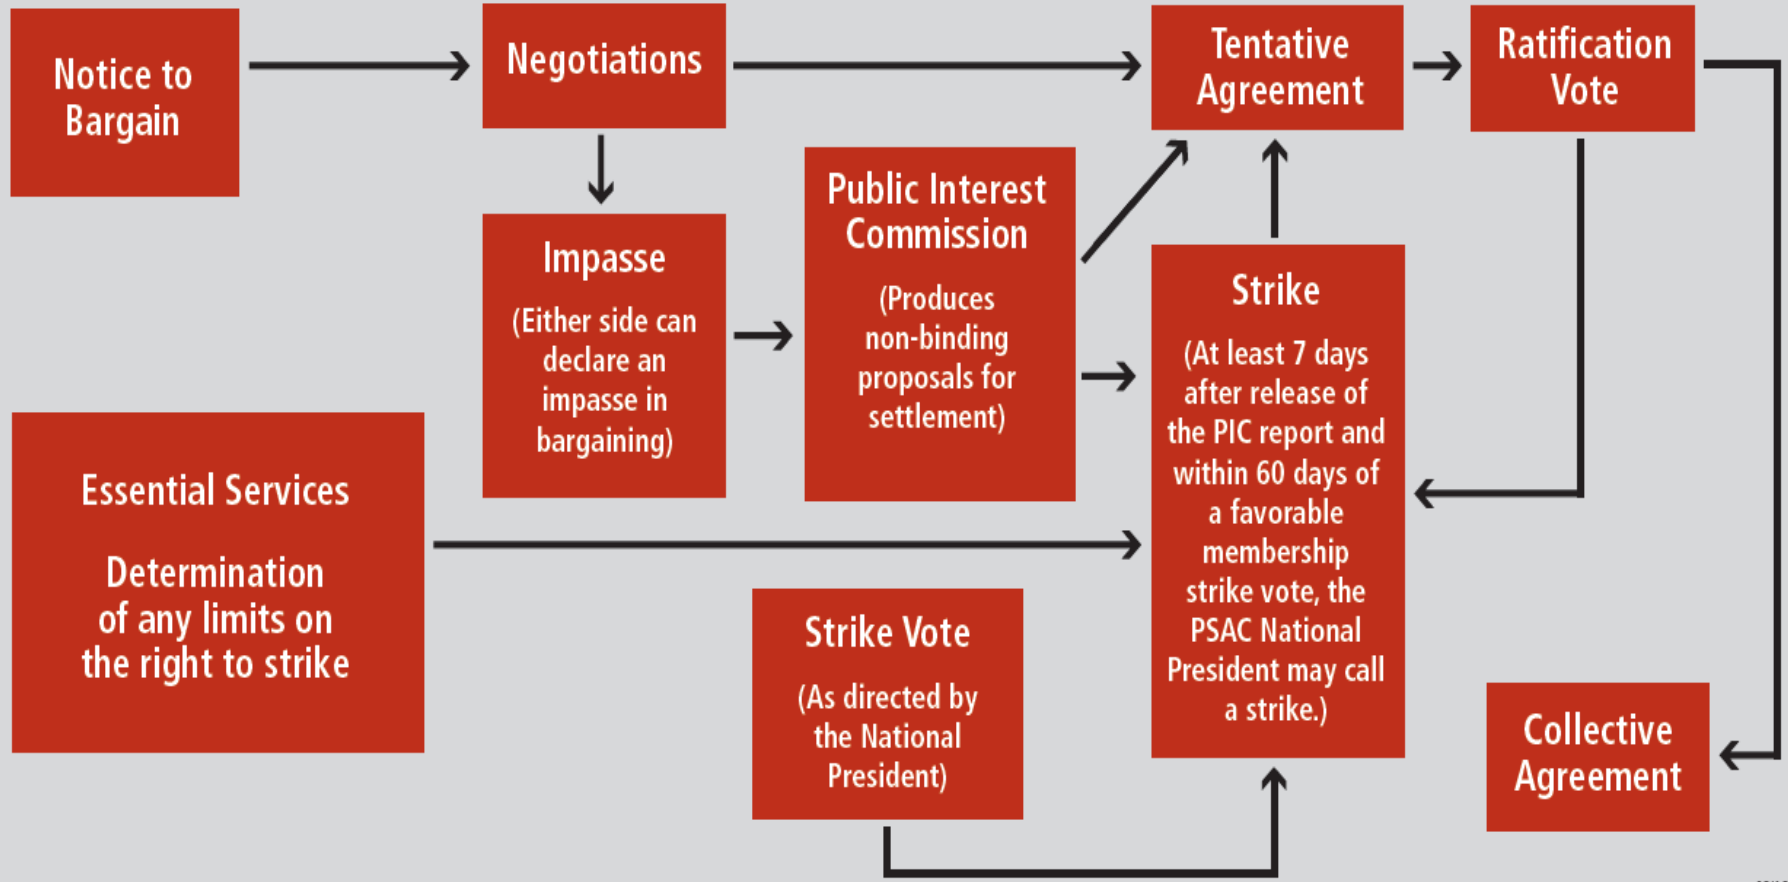 Notice to
Bargain
Negotiations
Tentative
Agreement
Ratification
Vote
Impasse
(Either side can
declare an
impasse in
bargaining)
Public Interest
Commission
(Produces
non-binding
proposals for
settlement)
Strike
(At least 7 days
after release of
the PIC report and
within 60 days of
a favorable
membership
strike vote, the
PSAC National
President may call
a strike.)
Essential Services
Determination
of any limits on
the right to strike
Strike Vote
(As directed by
the National
President)
Collective
Agreement